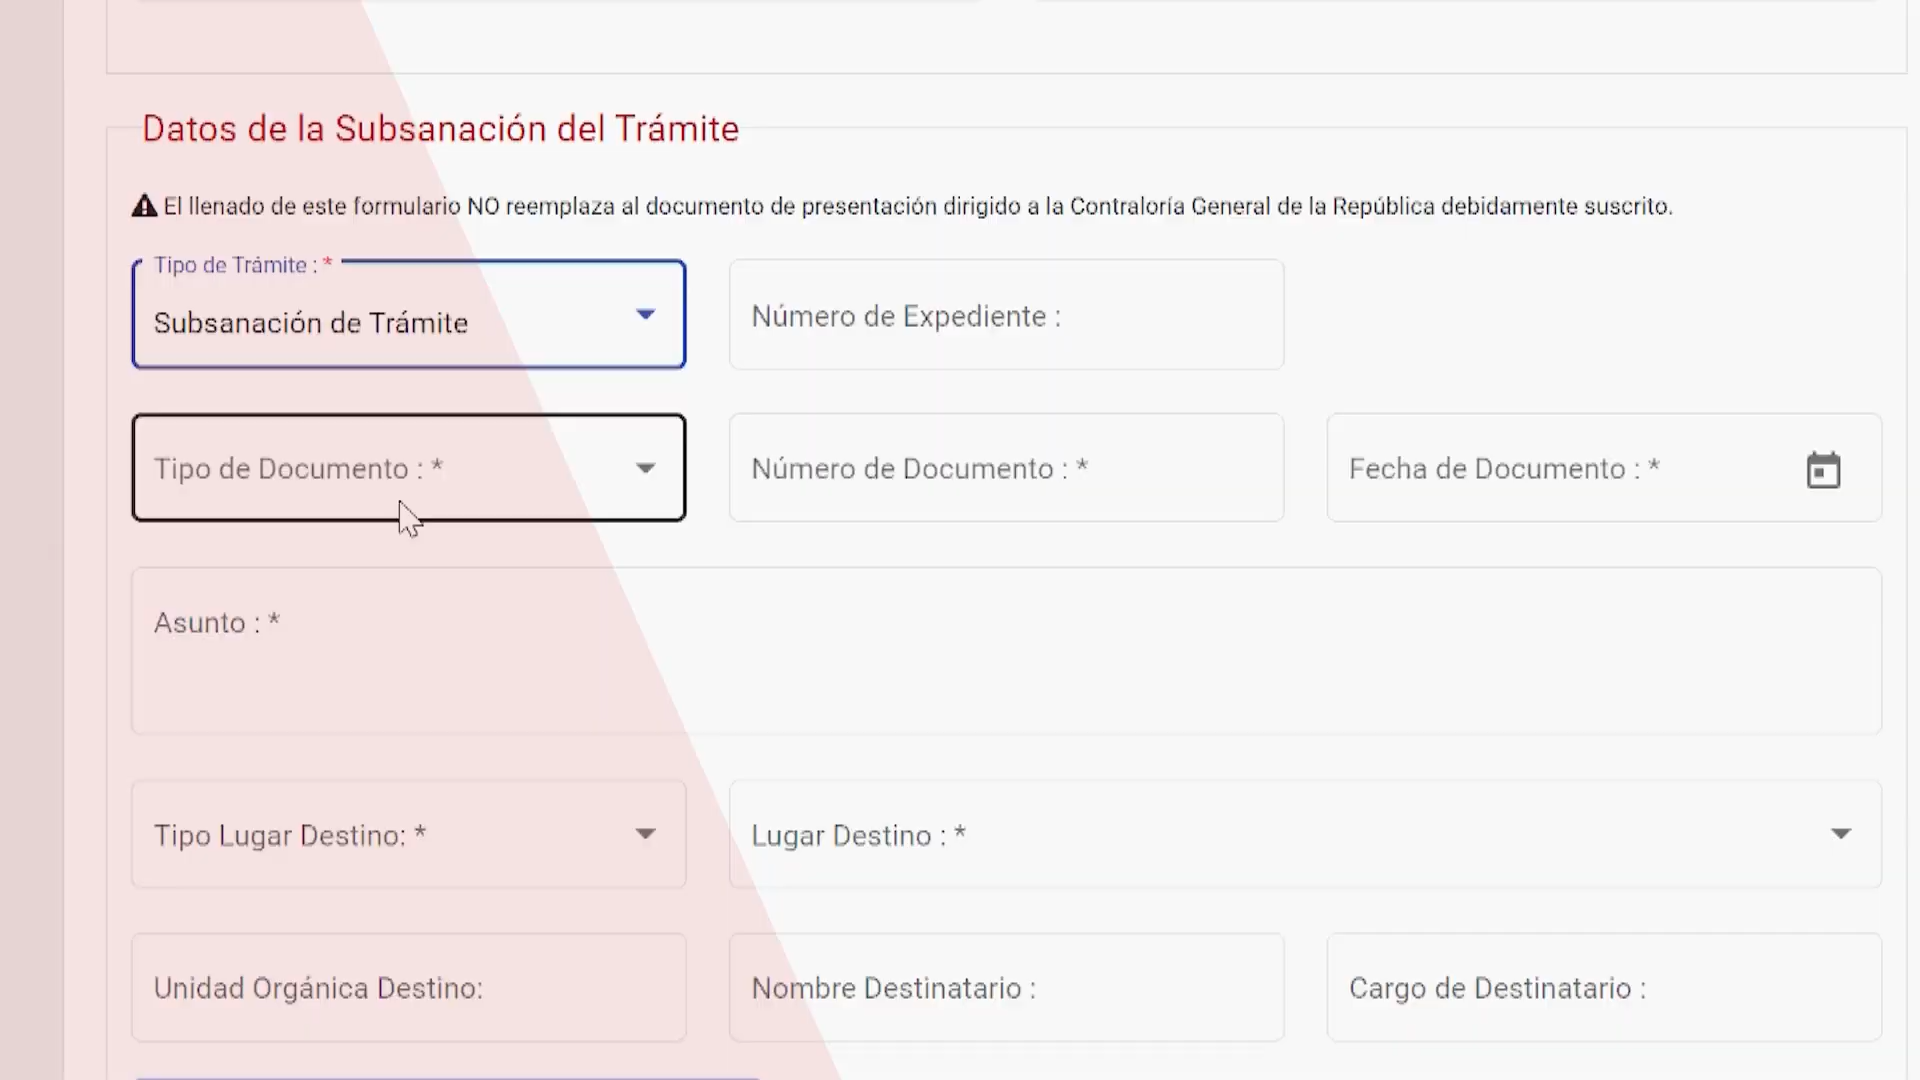 Datos de la Subsanación del Trámite
El llenado de este formulario NO reemplaza al documento de presentación dirigido a la Contraloría General de la República debidamente suscrito.
Tipo de Trámite : *
Subsanación de Trámite
Número de Expediente :
Tipo de Documento : *
Número de Documento : *
Fecha de Documento : *
Asunto : *
Tipo Lugar Destino: *
Lugar Destino : *
Unidad Orgánica Destino:
Nombre Destinatario :
Cargo de Destinatario :